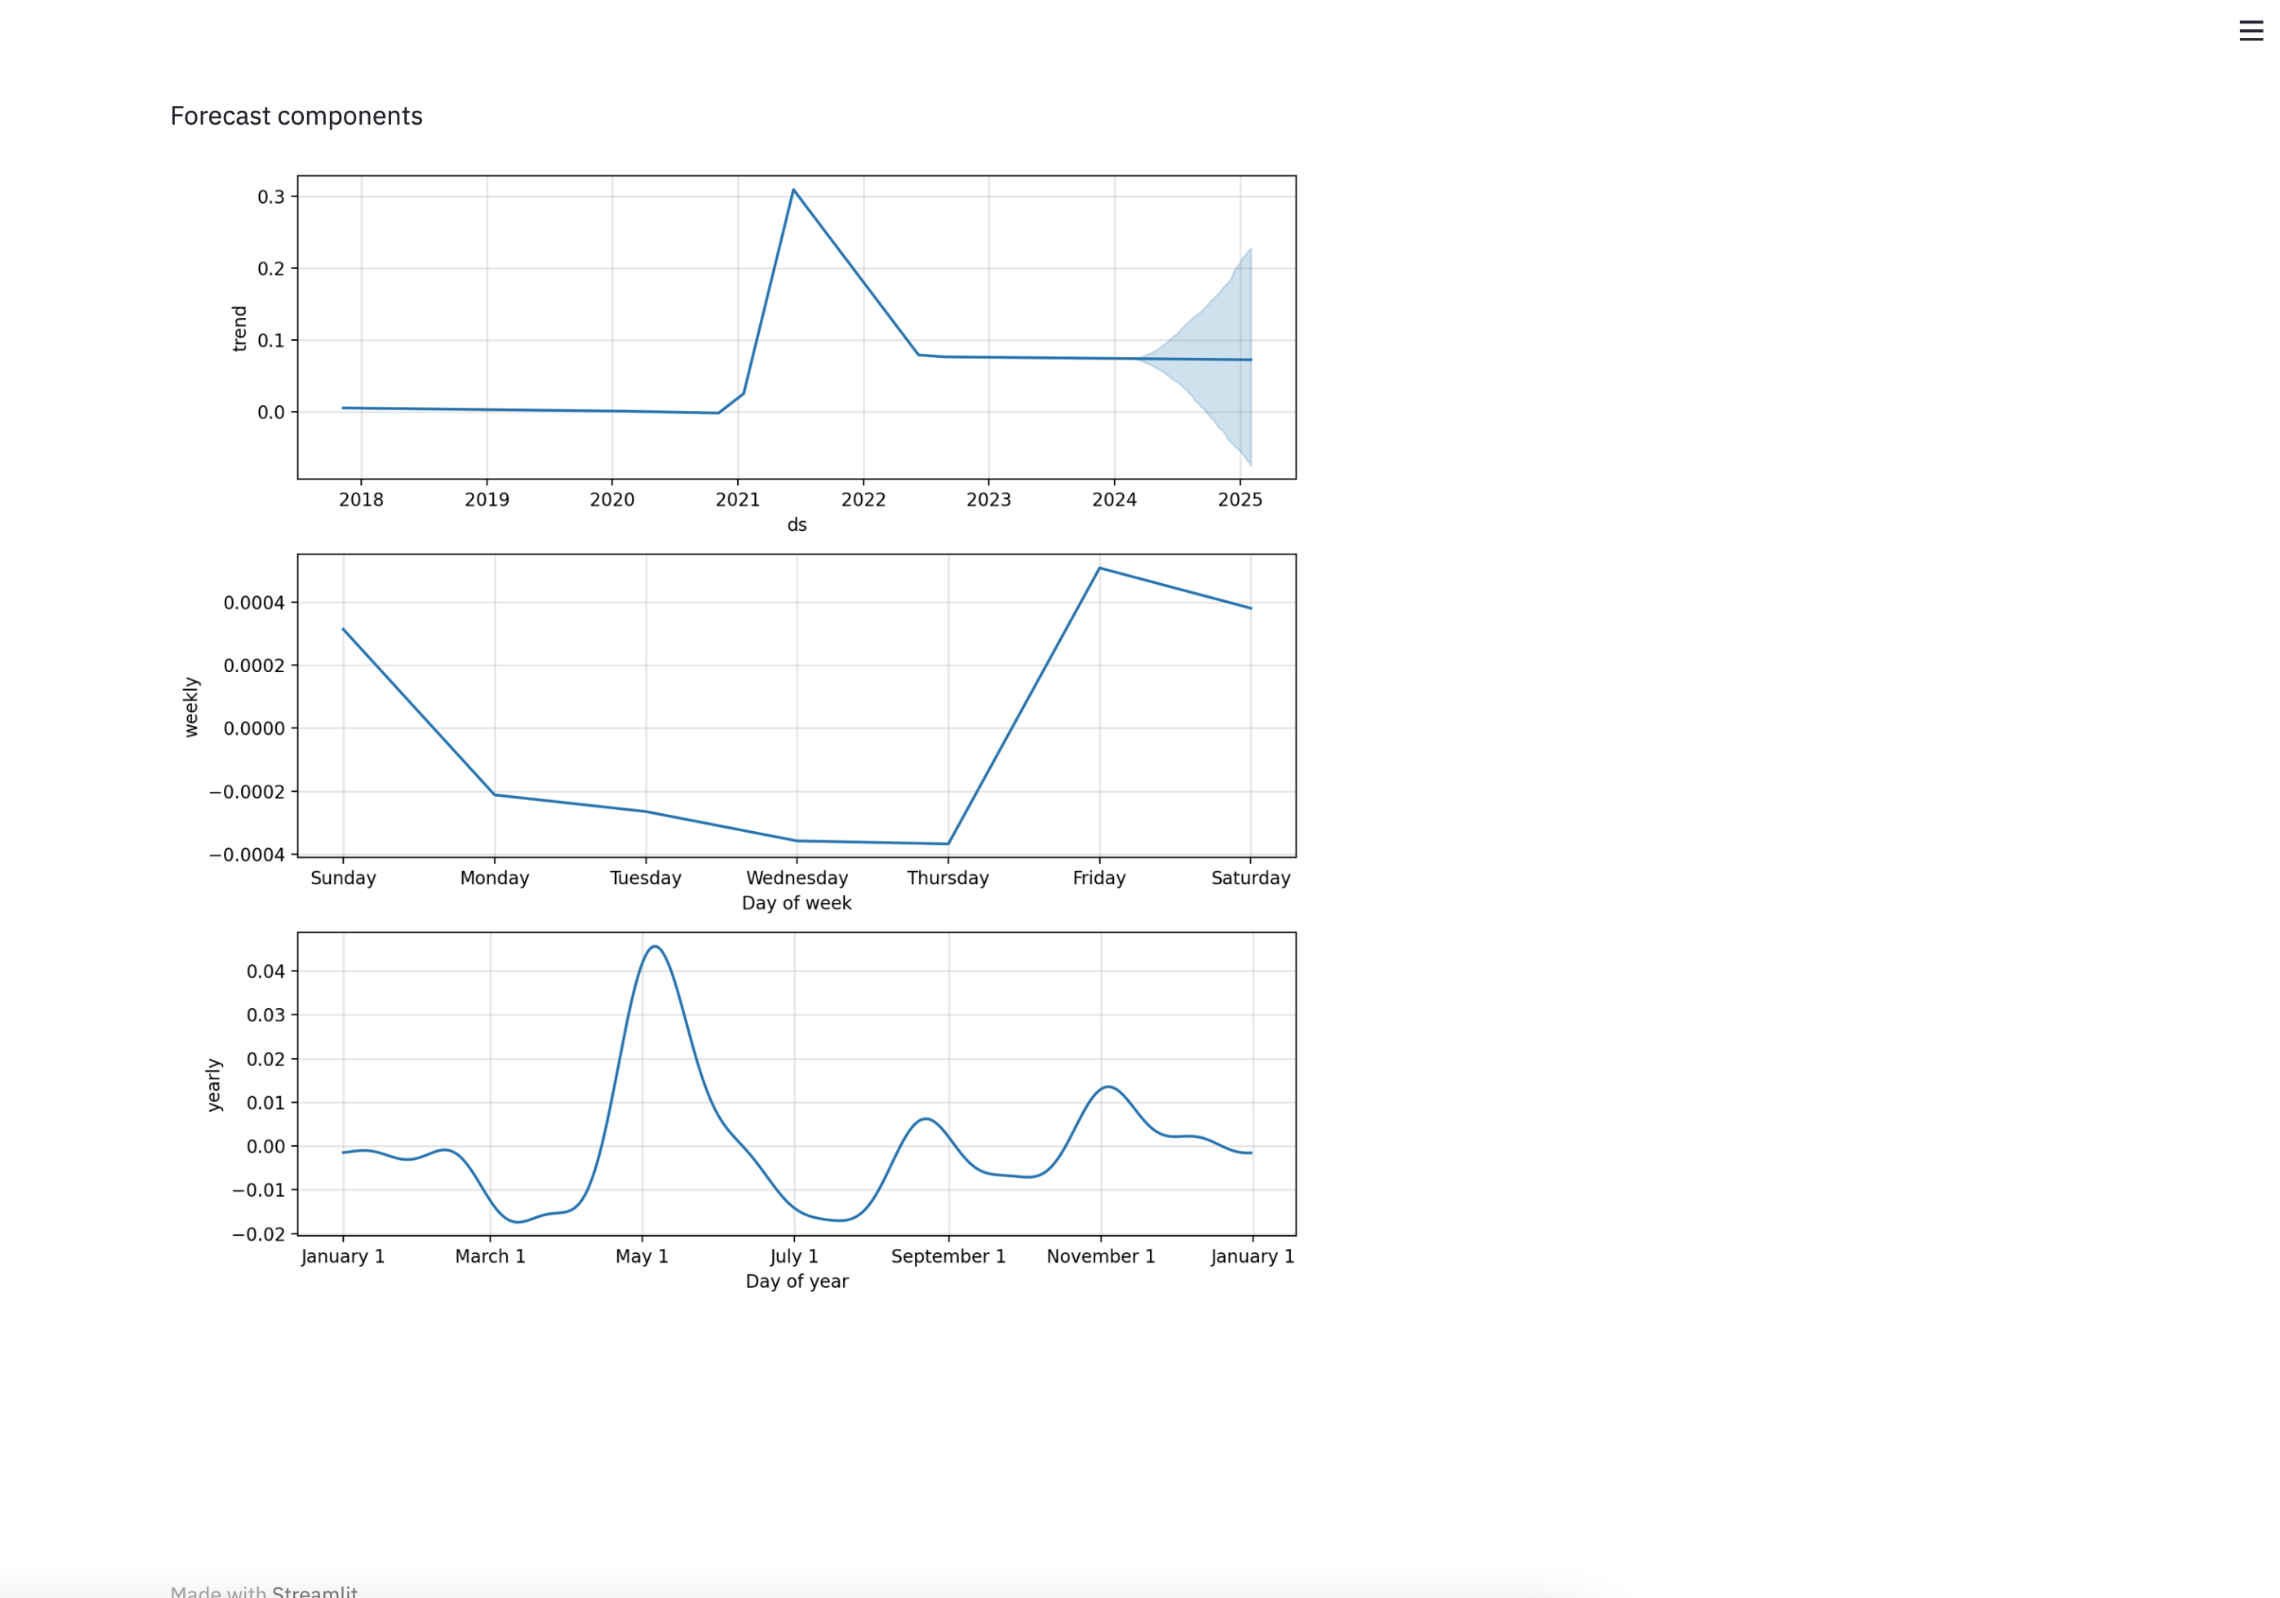 Forecast components
0.3
0.2
0.1
0.0
trend
2018 2019 2020 2021 2022 2023 2024 2025
ds
0.0004
0.0002
0.0000
−0.0002
−0.0004
weekly
Sunday Monday Tuesday Wednesday Thursday Friday Saturday
Day of week
0.04
0.03
0.02
0.01
0.00
−0.01
−0.02
yearly
January 1 March 1 May 1 July 1 September 1 November 1 January 1
Day of year
Made with Streamlit